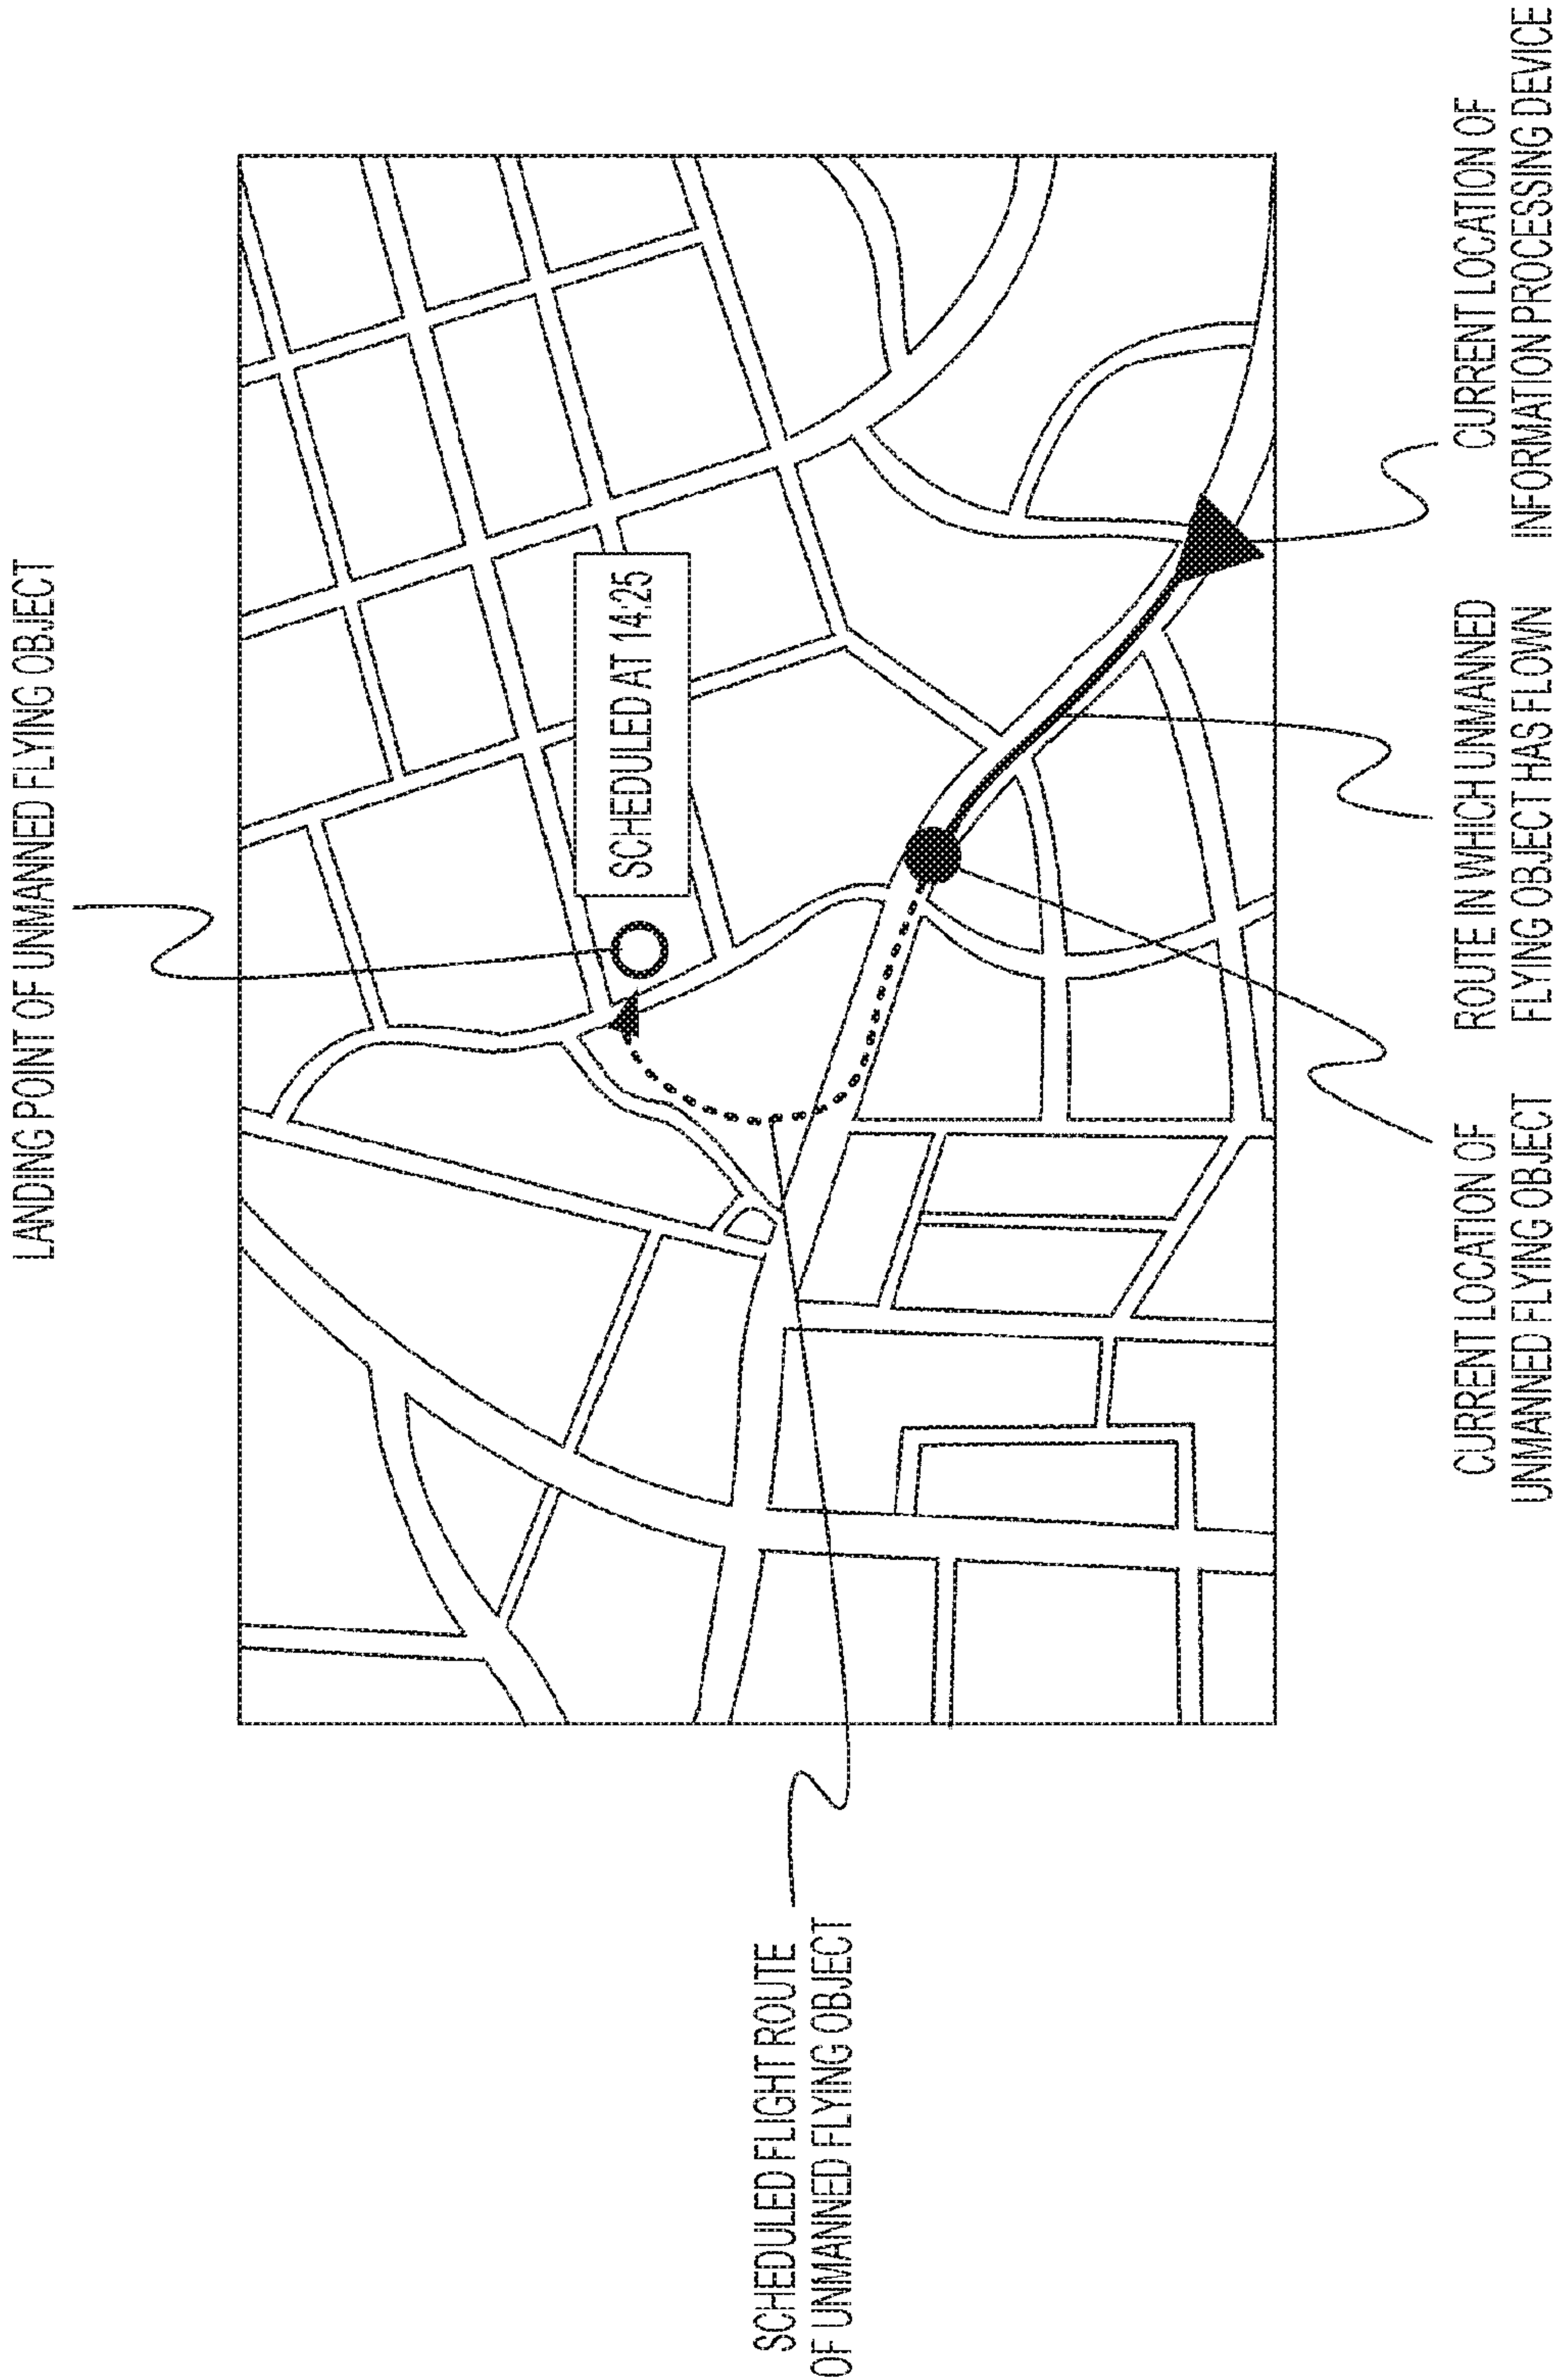 LANDING POINT OF UNMANNED FLYING OBJECT
SCHEDULED AT 14:25
SCHEDULED FLIGHT ROUTE
OF UNMANNED FLYING OBJECT
CURRENT LOCATION OF
UNMANNED FLYING OBJECT
ROUTE IN WHICH UNMANNED
FLYING OBJECT HAS FLOWN
CURRENT LOCATION OF
INFORMATION PROCESSING DEVICE